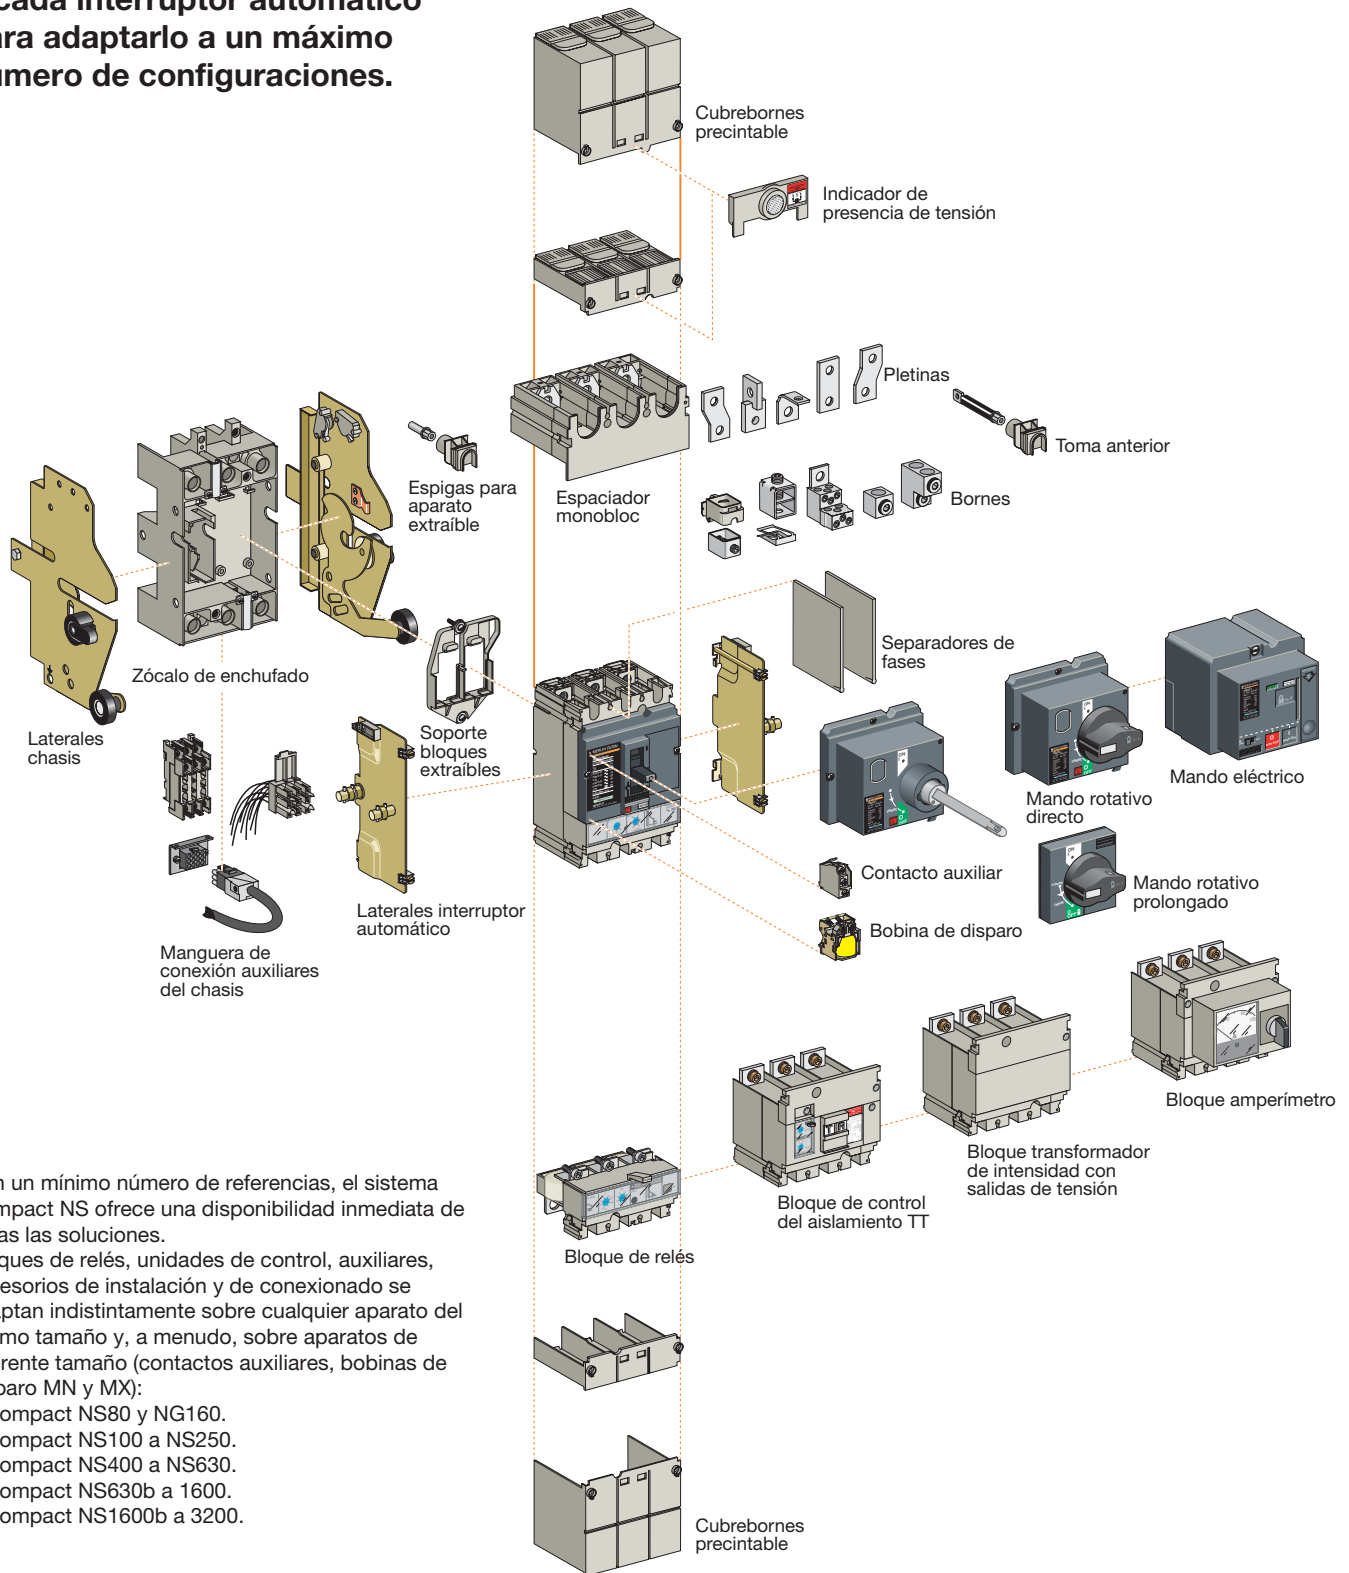 cada interruptor automático
ara adaptarlo a un máximo
úmero de configuraciones.
Cubrebornes
precintable
Indicador de
presencia de tensión
Pletinas
Toma anterior
Espigas para
aparato
extraíble
Espaciador
monobloc
Bornes
Separadores de
fases
Zócalo de enchufado
Laterales
chasis
Soporte
bloques
extraíbles
Mando eléctrico
Mando rotativo
directo
Contacto auxiliar
Mando rotativo
prolongado
Bobina de disparo
Laterales interruptor
automático
Manguera de
conexión auxiliares
del chasis
Bloque amperímetro
Bloque transformador
de intensidad con
salidas de tensión
Bloque de control
del aislamiento TT
Bloque de relés
n un mínimo número de referencias, el sistema
mpact NS ofrece una disponibilidad inmediata de
as las soluciones.
ques de relés, unidades de control, auxiliares,
esorios de instalación y de conexionado se
aptan indistintamente sobre cualquier aparato del
mo tamaño y, a menudo, sobre aparatos de
erente tamaño (contactos auxiliares, bobinas de
paro MN y MX):
ompact NS80 y NG160.
ompact NS100 a NS250.
ompact NS400 a NS630.
ompact NS630b a 1600.
ompact NS1600b a 3200.
Cubrebornes
precintable